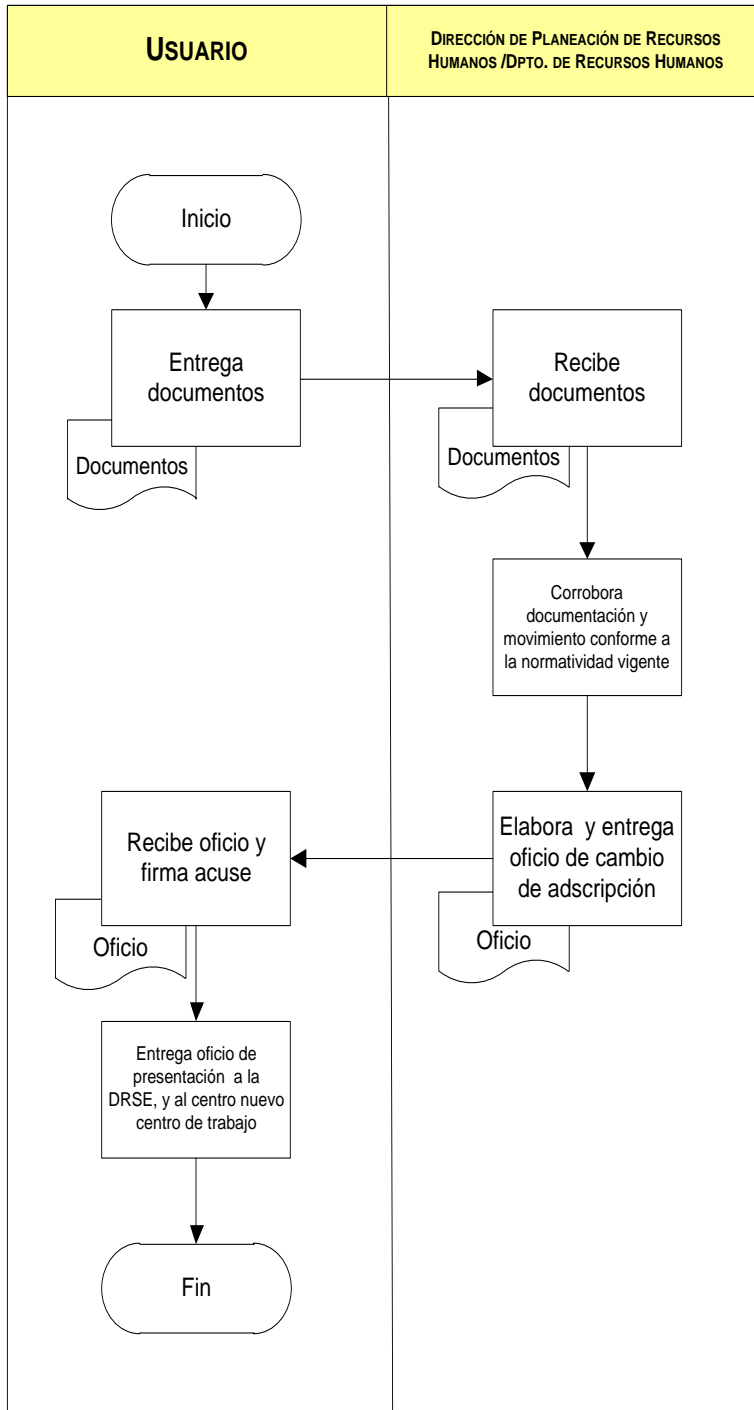 USUARIO
DIRECCIÓN DE PLANEACIÓN DE RECURSOS
HUMANOS /DPTO. DE RECURSOS HUMANOS
Inicio
Entrega
documentos
Documentos
Recibe
documentos
Documentos
Corrobora
documentación y
movimiento conforme a
la normatividad vigente
Elabora y entrega
oficio de cambio
de adscripción
Oficio
Recibe oficio y
firma acuse
Oficio
Entrega oficio de
presentación a la
DRSE, y al centro nuevo
centro de trabajo
Fin